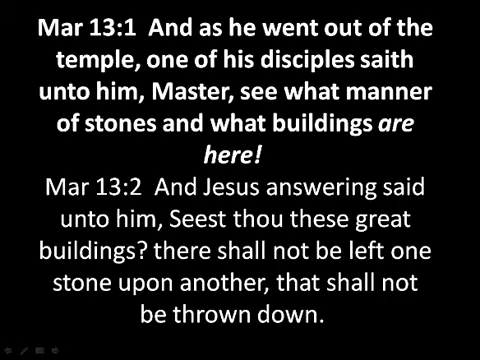 Mar 13:1  And as he went out of the
temple, one of his disciples saith
unto him, Master, see what manner
of stones and what buildings are
here!
Mar 13:2  And Jesus answering said
unto him, Seest thou these great
buildings? there shall not be left one
stone upon another, that shall not
be thrown down.